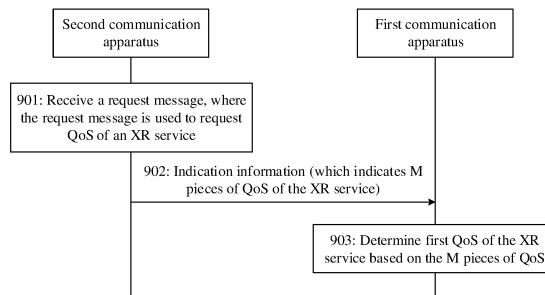 Second communication
apparatus
First communication
apparatus
901: Receive a request message, where
the request message is used to request
QoS of an XR service
902: Indication information (which indicates M
pieces of QoS of the XR service)
903: Determine first QoS of the XR
service based on the M pieces of QoS